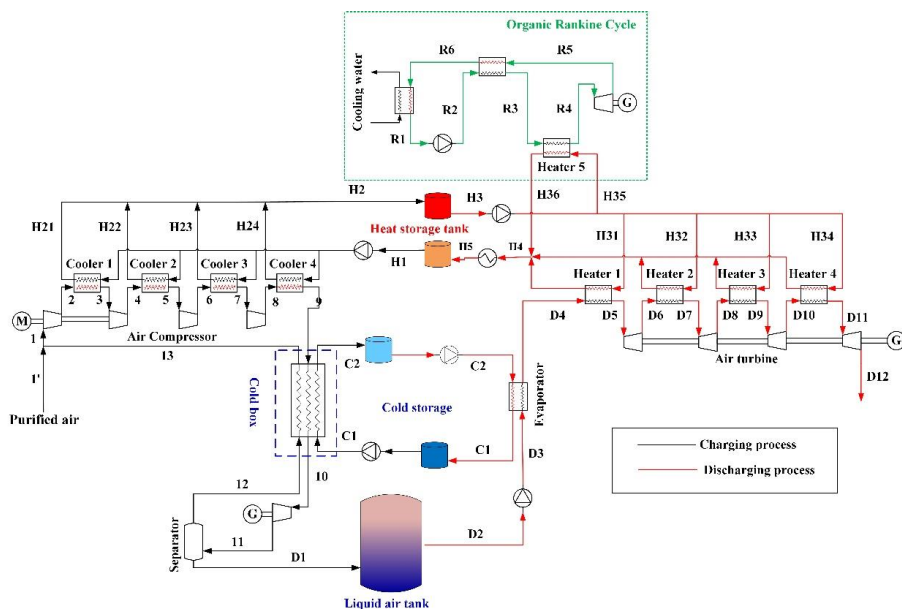 Organic Rankine Cycle
Cooling water
R6
R5
R1
R2
R3
R4
G
Heater 5
H36
H35
H2
H3
Heat storage tank
H21
H22
H23
H24
H1
H5
H4
H31
H32
H33
H34
Cooler 1
Cooler 2
Cooler 3
Cooler 4
2
3
4
5
6
7
8
9
M
Air Compressor
1
13
1'
Purified air
Heater 1
Heater 2
Heater 3
Heater 4
D4
D5
D6
D7
D8
D9
D10
D11
G
Air turbine
D12
Cold box
C2
C2
Cold storage
Evaporator
C1
C1
D3
10
12
G
11
Separator
D1
D2
Liquid air tank
Charging process
Discharging process